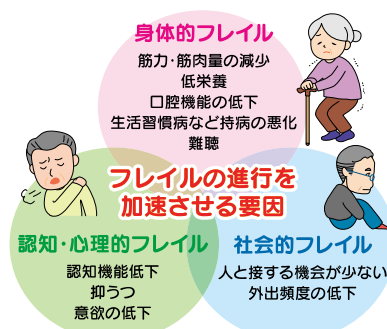 身体的フレイル
筋力・筋肉量の減少
低栄養
口腔機能の低下
生活習慣病など持病の悪化
難聴
フレイルの進行を
加速させる要因
認知・心理的フレイル
認知機能低下
抑うつ
意欲の低下
社会的フレイル
人と接する機会が少ない
外出頻度の低下